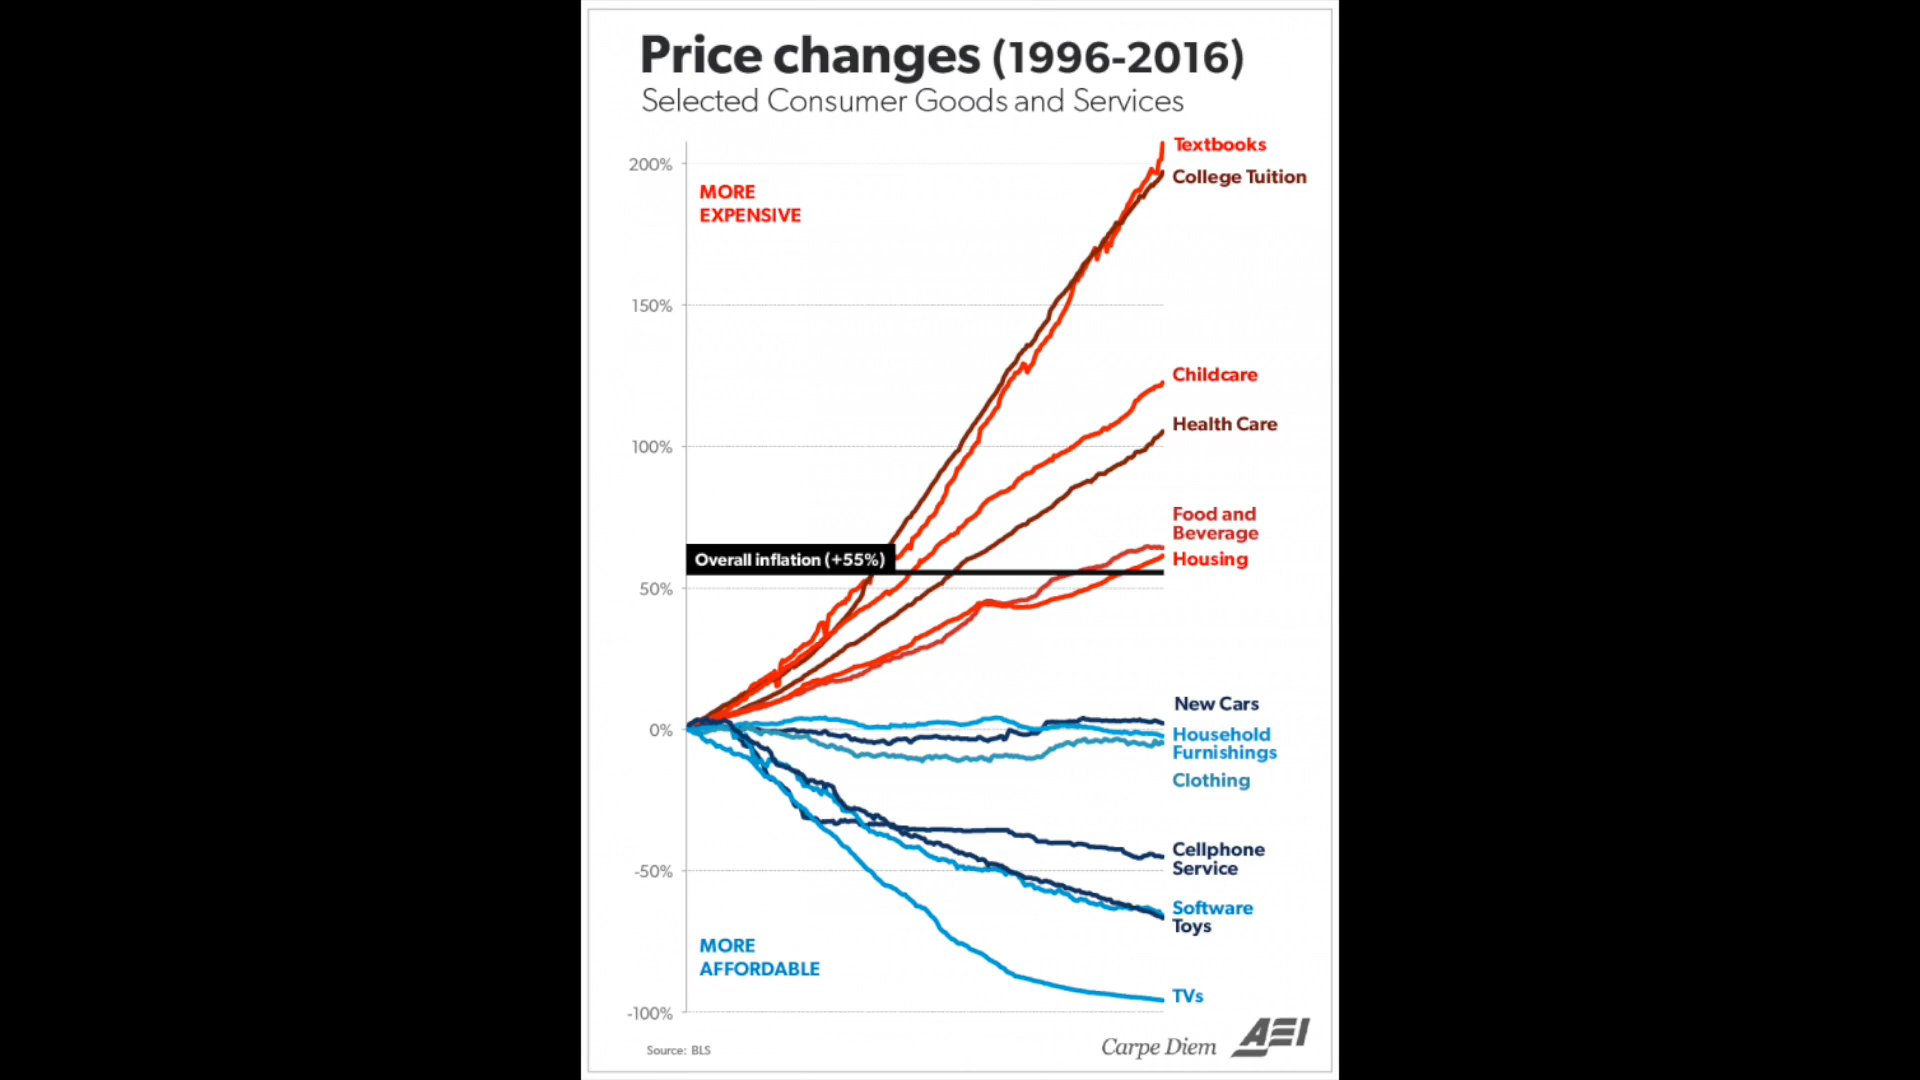 Price changes (1996-2016)
Selected Consumer Goods and Services
200%
150%
100%
50%
0%
-50%
-100%
MORE
EXPENSIVE
Overall inflation (+55%)
MORE
AFFORDABLE
Textbooks
College Tuition
Childcare
Health Care
Food and
Beverage
Housing
New Cars
Household
Furnishings
Clothing
Cellphone
Service
Software
Toys
TVs
Source: BLS
Carpe Diem
AEI